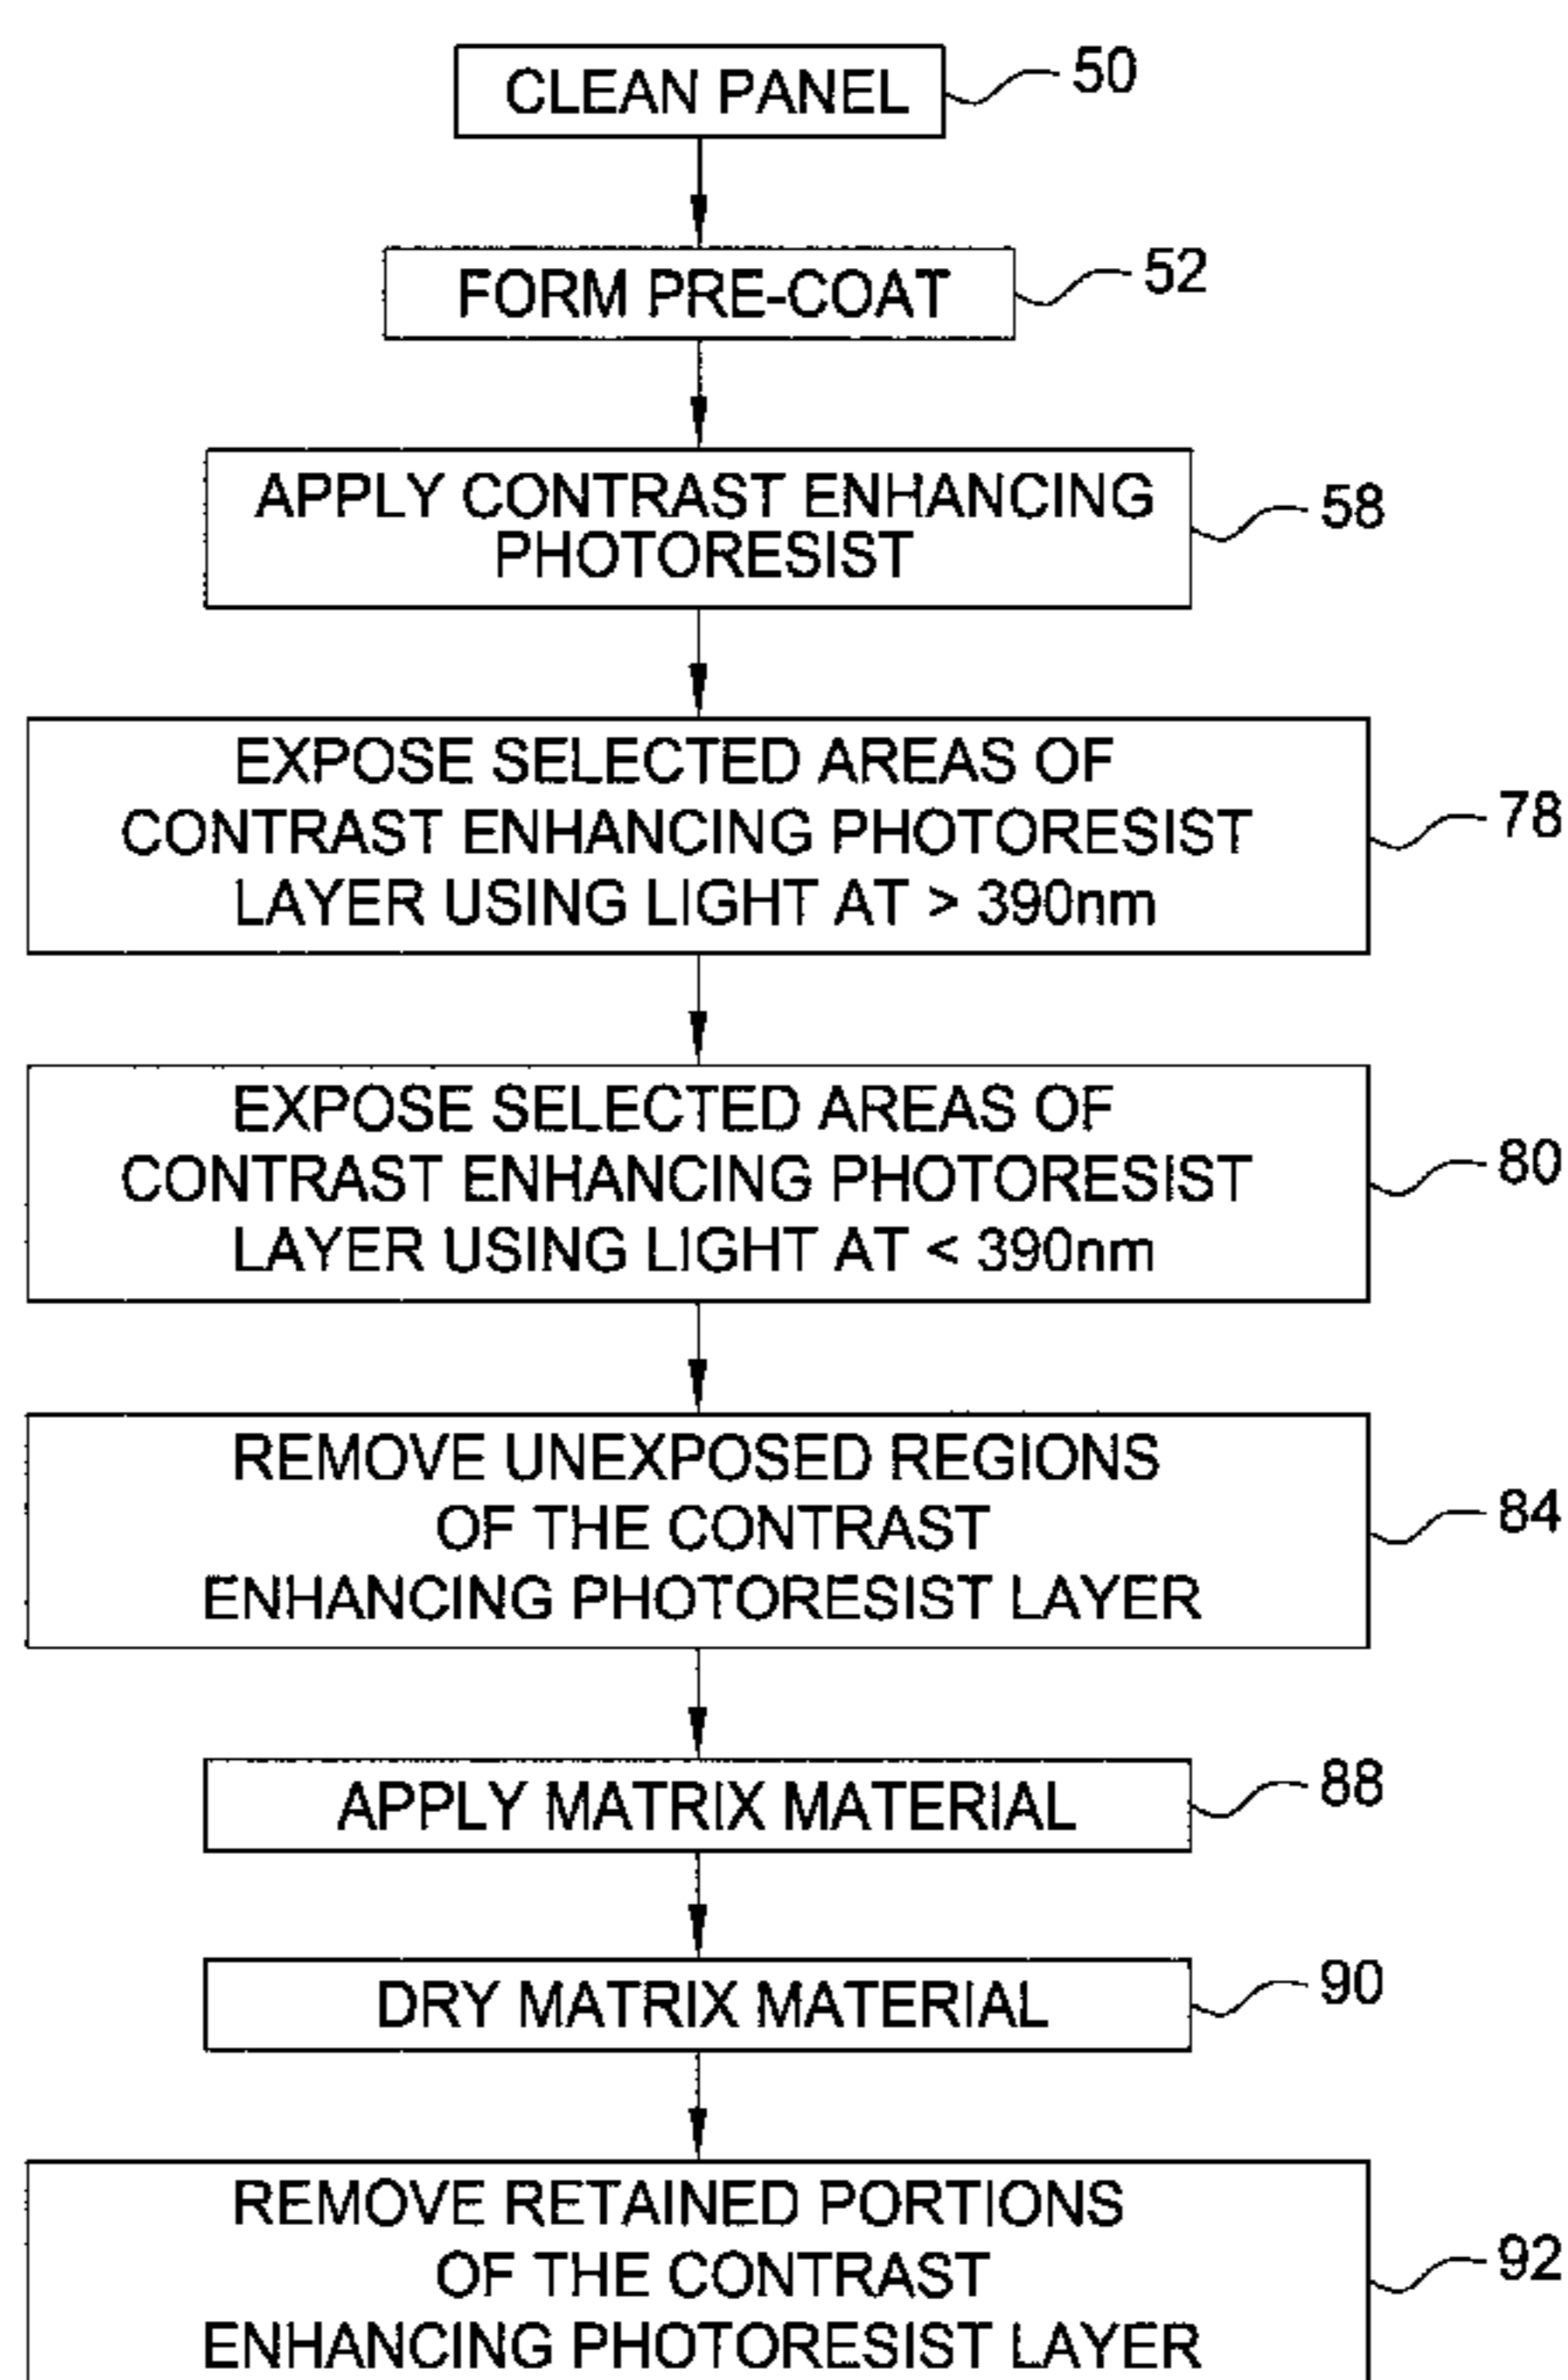 CLEAN PANEL
50
FORM PRE-COAT
52
APPLY CONTRAST ENHANCING
PHOTORESIST
58
EXPOSE SELECTED AREAS OF
CONTRAST ENHANCING PHOTORESIST
LAYER USING LIGHT AT > 390nm
78
EXPOSE SELECTED AREAS OF
CONTRAST ENHANCING PHOTORESIST
LAYER USING LIGHT AT < 390nm
80
REMOVE UNEXPOSED REGIONS
OF THE CONTRAST
ENHANCING PHOTORESIST LAYER
84
APPLY MATRIX MATERIAL
88
DRY MATRIX MATERIAL
90
REMOVE RETAINED PORTIONS
OF THE CONTRAST
ENHANCING PHOTORESIST LAYER
92